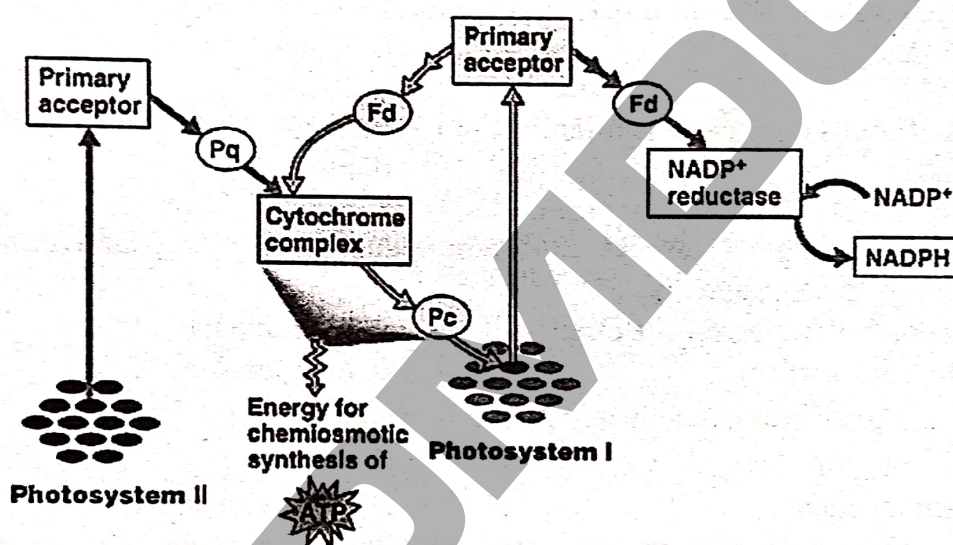 Primary
acceptor
Pq
Primary
acceptor
Fd
Fd
NADP+
reductase
NADP+
NADPH
Cytochrome
complex
Pc
Energy for
chemiosmotic
synthesis of
ATP
Photosystem I
Photosystem II